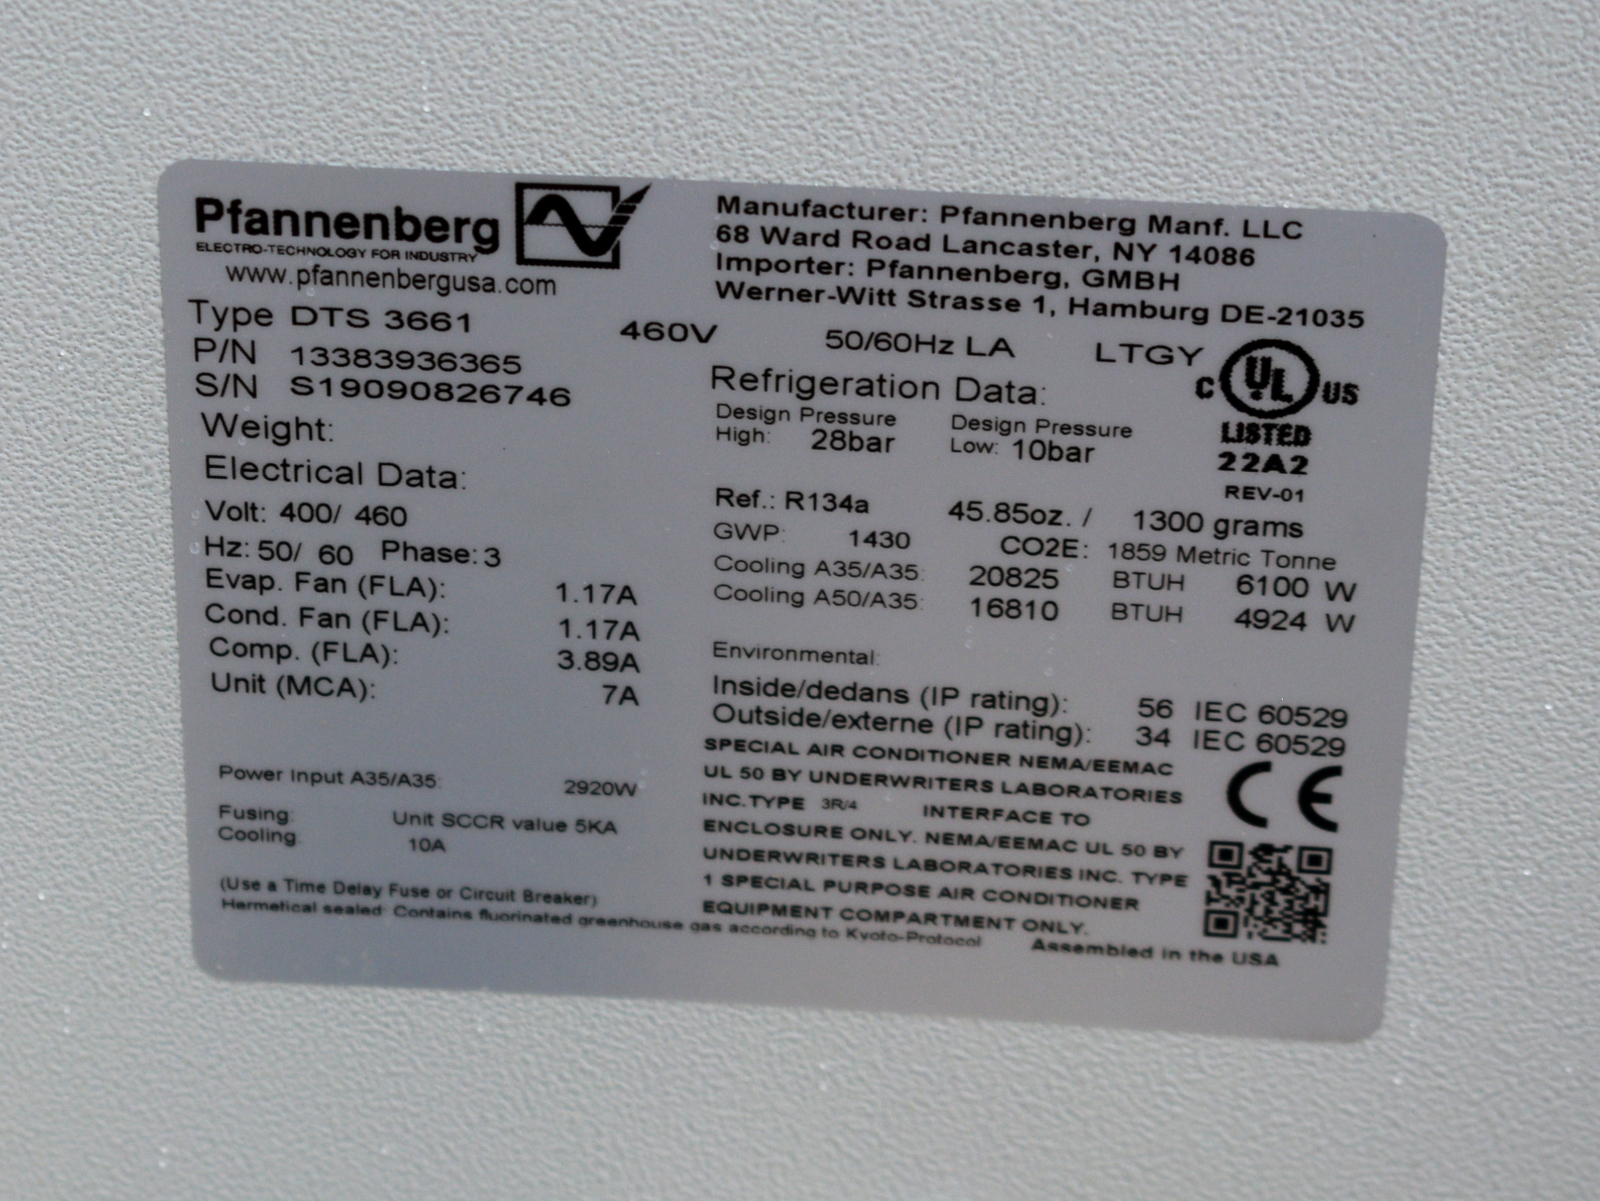 Pfannenberg
ELECTRO-TECHNOLOGY FOR INDUSTRY
www.pfannenbergusa.com
Manufacturer: Pfannenberg Manf. LLC
68 Ward Road Lancaster, NY 14086
Importer: Pfannenberg, GMBH
Werner-Witt Strasse 1, Hamburg DE-21035
Type DTS 3661 460V 50/60Hz LA LTGY
P/N 13383936365
S/N S19090826746
Weight:
Electrical Data:
Volt: 400/ 460
Hz: 50/ 60 Phase: 3
Evap. Fan (FLA): 1.17A
Cond. Fan (FLA): 1.17A
Comp. (FLA): 3.89A
Unit (MCA): 7A
Power Input A35/A35: 2920W
Fusing: Unit SCCR value 5KA
Cooling 10A
(Use a Time Delay Fuse or Circuit Breaker)
Refrigeration Data:
Design Pressure High: 28bar
Design Pressure Low: 10bar
C UL US
LISTED
22A2
REV-01
Ref.: R134a 45.85oz. / 1300 grams
GWP: 1430 CO2E: 1859 Metric Tonne
Cooling A35/A35: 20825 BTUH 6100 W
Cooling A50/A35: 16810 BTUH 4924 W
Environmental:
Inside/dedans (IP rating): 56 IEC 60529
Outside/externe (IP rating): 34 IEC 60529
SPECIAL AIR CONDITIONER NEMA/EEMAC
UL 50 BY UNDERWRITERS LABORATORIES
INC. TYPE 3R/4 INTERFACE TO
ENCLOSURE ONLY. NEMA/EEMAC UL 50 BY
UNDERWRITERS LABORATORIES INC. TYPE
1 SPECIAL PURPOSE AIR CONDITIONER
EQUIPMENT COMPARTMENT ONLY.
CE
Hermetical sealed: Contains fluorinated greenhouse gas according to Kyoto-Protocol
Assembled in the USA